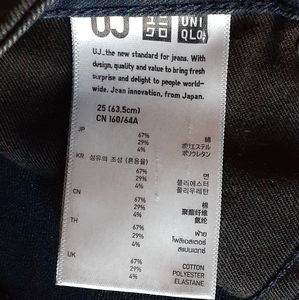 UJ ユニクロ UNI QLO
UJ_the new standard for jeans. With
design, quality and value to bring fresh
surprise and delight to people world-
wide. Jean innovation, from Japan.
25 (63.5cm)
CN 160/64A
JP 67% 綿
29% ポリエステル
4% ポリウレタン
KR 섬유의 조성 (혼용율) 67% 면
29% 폴리에스터
4% 폴리우레탄
CN 67% 棉
29% 聚酯纤维
4% 氨纶
TH 67% ฝ้าย
29% โพลีเอสเตอร์
4% สแปนเดกซ์
UK 67% COTTON
29% POLYESTER
4% ELASTANE